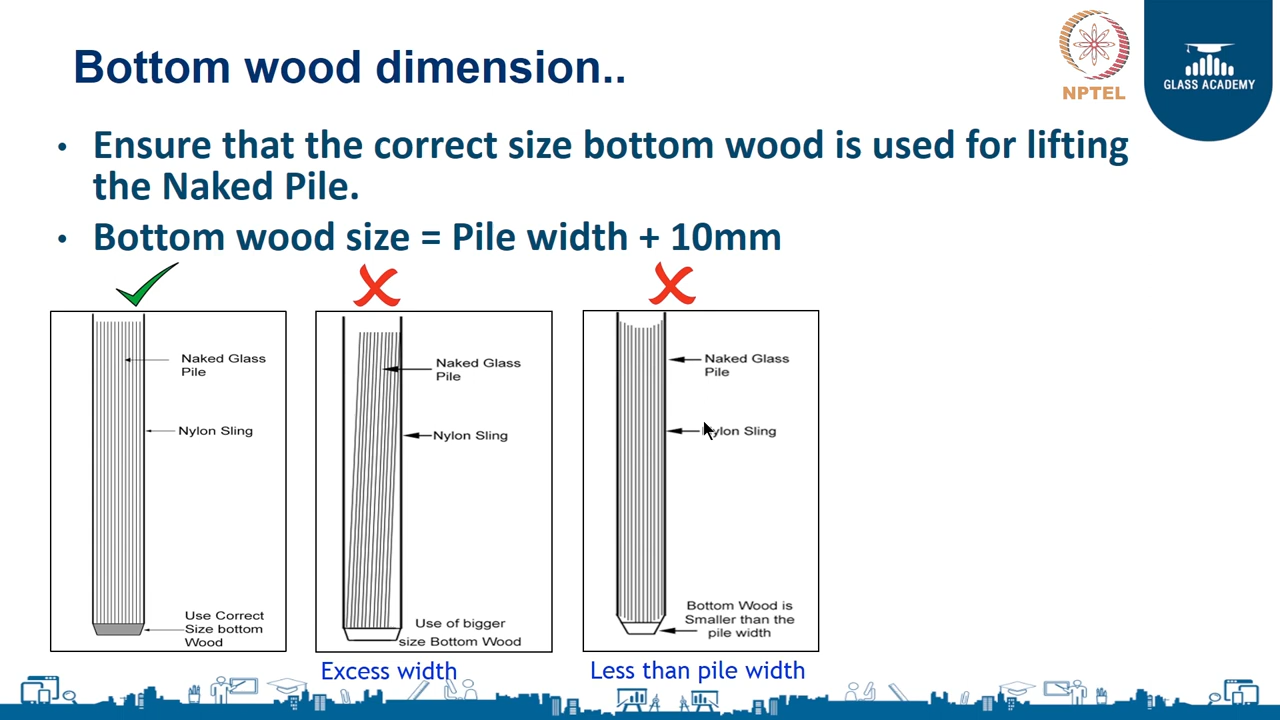 Bottom wood dimension..
NPTEL
GLASS ACADEMY
• Ensure that the correct size bottom wood is used for lifting
the Naked Pile.
• Bottom wood size = Pile width + 10mm
Naked Glass
Pile
Nylon Sling
Use Correct
Size bottom
Wood
Naked Glass
Pile
Nylon Sling
Use of bigger
size Bottom Wood
Excess width
Naked Glass
Pile
Nylon Sling
Bottom Wood is
Smaller than the
pile width
Less than pile width